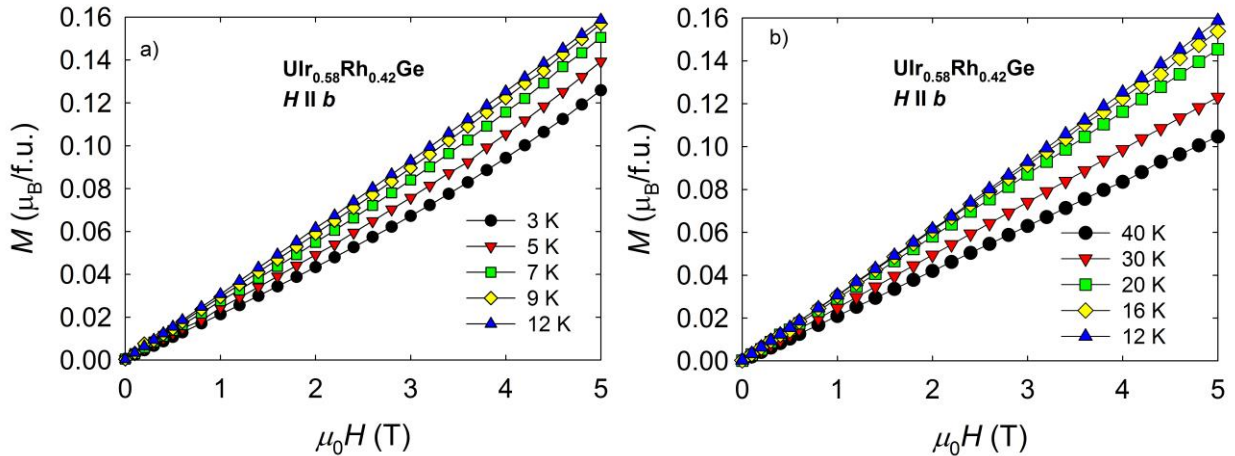 a)
UIr0.58Rh0.42Ge
H II b
M (μB/f.u.)
0.16
0.14
0.12
0.10
0.08
0.06
0.04
0.02
0.00
3 K
5 K
7 K
9 K
12 K
0 1 2 3 4 5
μ0H (T)
b)
UIr0.58Rh0.42Ge
H II b
M (μB/f.u.)
0.16
0.14
0.12
0.10
0.08
0.06
0.04
0.02
0.00
40 K
30 K
20 K
16 K
12 K
0 1 2 3 4 5
μ0H (T)